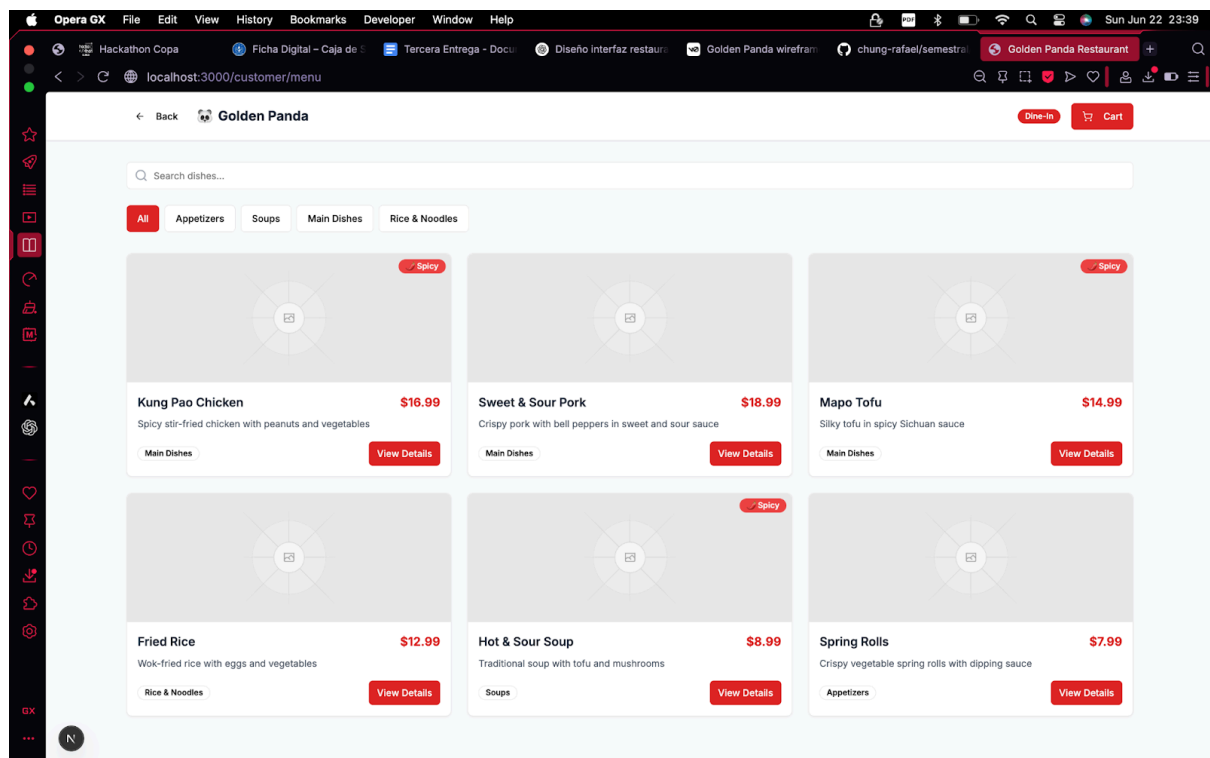 Opera GX File Edit View History Bookmarks Developer Window Help PDF Sun Jun 22 23:39
Hackathon Copa Ficha Digital – Caja de S Tercera Entrega - Docu Diseño interfaz restaura Golden Panda wirefram chung-rafael/semestral Golden Panda Restaurant +
localhost:3000/customer/menu
← Back Golden Panda Dine-In Cart
Search dishes...
All Appetizers Soups Main Dishes Rice & Noodles
Spicy Spicy
Kung Pao Chicken $16.99 Sweet & Sour Pork $18.99 Mapo Tofu $14.99
Spicy stir-fried chicken with peanuts and vegetables Crispy pork with bell peppers in sweet and sour sauce Silky tofu in spicy Sichuan sauce
Main Dishes View Details Main Dishes View Details Main Dishes View Details
Spicy
Fried Rice $12.99 Hot & Sour Soup $8.99 Spring Rolls $7.99
Wok-fried rice with eggs and vegetables Traditional soup with tofu and mushrooms Crispy vegetable spring rolls with dipping sauce
Rice & Noodles View Details Soups View Details Appetizers View Details
GX
N